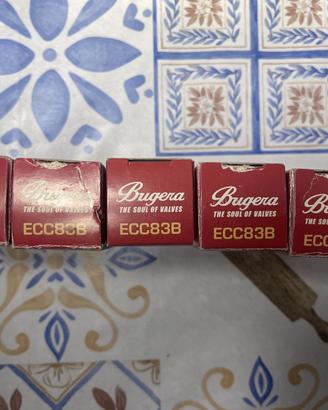 Bugera
THE SOUL OF VALVES
ECC83B
Bugera
THE SOUL OF VALVES
ECC83B
Bugera
THE SOUL OF VALVES
ECC83B